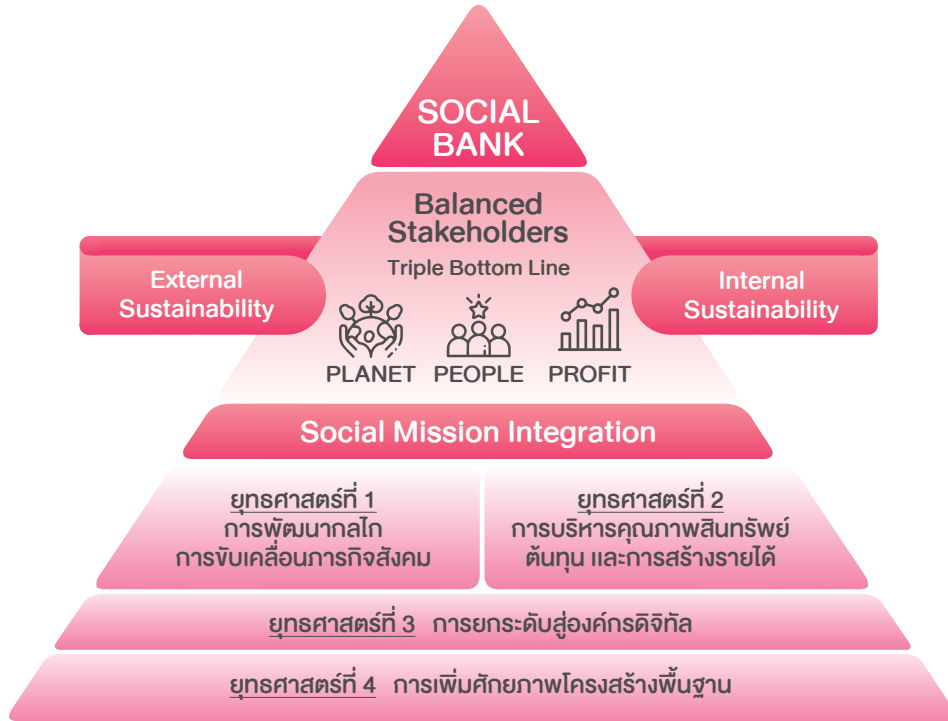 SOCIAL
BANK
Balanced
Stakeholders
Triple Bottom Line
External
Sustainability
Internal
Sustainability
PLANET
PEOPLE
PROFIT
Social Mission Integration
ยุทธศาสตร์ที่ 1
การพัฒนากลไก
การขับเคลื่อนภารกิจสังคม
ยุทธศาสตร์ที่ 2
การบริหารคุณภาพสินทรัพย์
ต้นทุน และการสร้างรายได้
ยุทธศาสตร์ที่ 3 การยกระดับสู่องค์กรดิจิทัล
ยุทธศาสตร์ที่ 4 การเพิ่มศักยภาพโครงสร้างพื้นฐาน